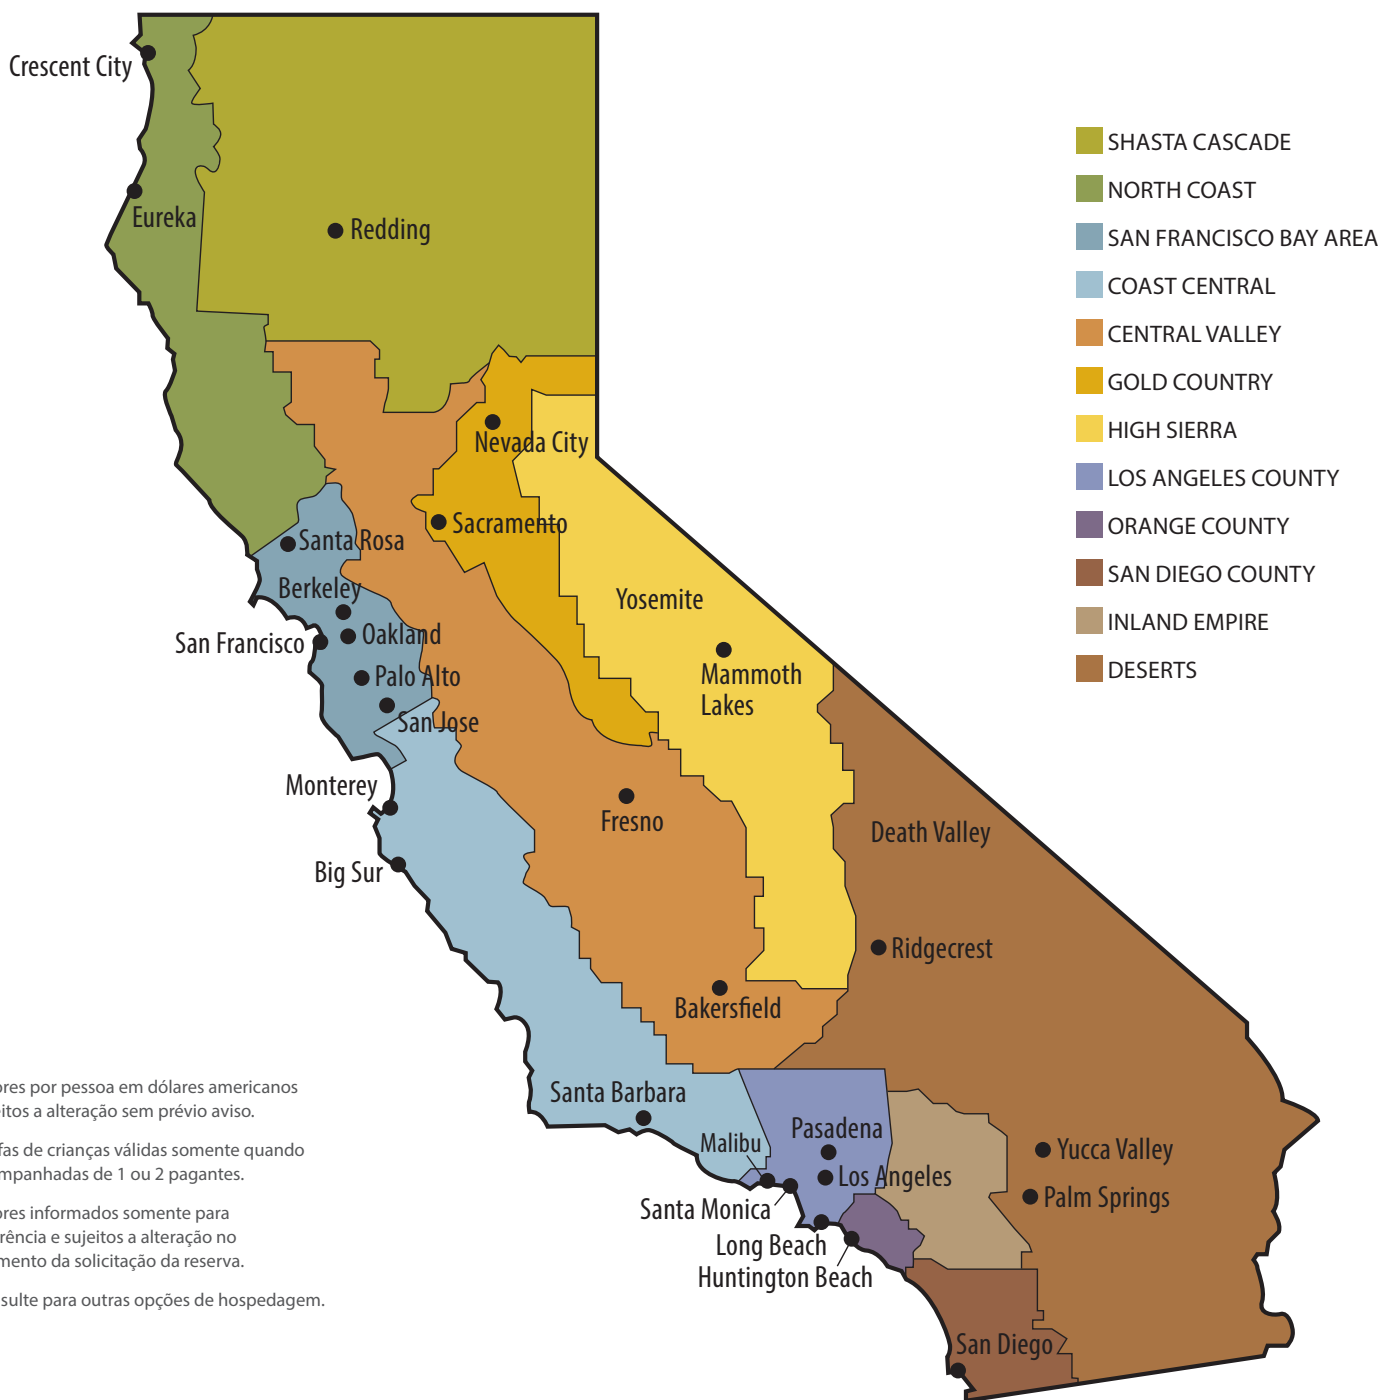 Crescent City
Eureka
Redding
Nevada City
Sacramento
Santa Rosa
Berkeley
San Francisco
Oakland
Palo Alto
San Jose
Yosemite
Mammoth
Lakes
Monterey
Fresno
Big Sur
Death Valley
Ridgecrest
Bakersfield
Santa Barbara
Malibu
Pasadena
Los Angeles
Santa Monica
Long Beach
Huntington Beach
Yucca Valley
Palm Springs
San Diego
SHASTA CASCADE
NORTH COAST
SAN FRANCISCO BAY AREA
COAST CENTRAL
CENTRAL VALLEY
GOLD COUNTRY
HIGH SIERRA
LOS ANGELES COUNTY
ORANGE COUNTY
SAN DIEGO COUNTY
INLAND EMPIRE
DESERTS
ores por pessoa em dólares americanos
eitos a alteração sem prévio aviso.
fas de crianças válidas somente quando
mpanhadas de 1 ou 2 pagantes.
ores informados somente para
rência e sujeitos a alteração no
mento da solicitação da reserva.
sulte para outras opções de hospedagem.